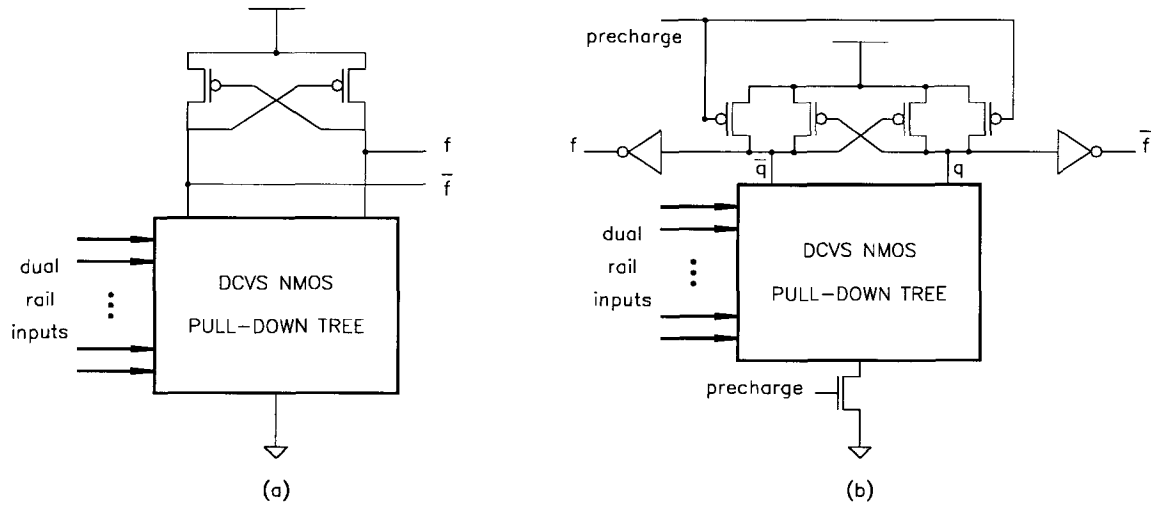 f
f̅
dual
rail
inputs
DCVS NMOS
PULL-DOWN TREE
(a)
precharge
f
f̅
q̅
q
dual
rail
inputs
DCVS NMOS
PULL-DOWN TREE
precharge
(b)